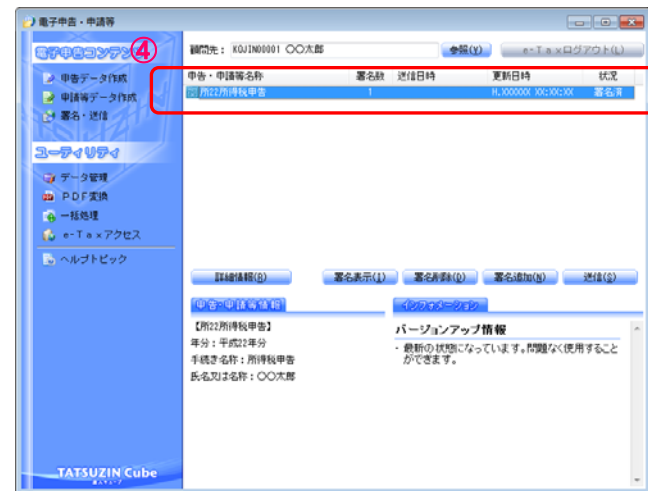 電子申告・申請等
電子申告コンテンツ
④
申告データ作成
申請等データ作成
署名・送信
ユーティリティ
データ管理
PDF変換
一括処理
e-Taxアクセス
ヘルプトピック
顧問先： KOJIN00001 〇〇太郎
参照(V)
e-Taxログアウト(L)
申告・申請等名称 署名数 送信日時 更新日時 状況
所22所得税申告 1 H.XXXXXX XX:XX:XX 署名済
詳細情報(R)
署名表示(I)
署名削除(D)
署名追加(N)
送信(S)
申告・申請等情報
【所22所得税申告】
年分：平成22年分
手続き名称：所得税申告
氏名又は名称：〇〇太郎
インフォメーション
バージョンアップ情報
・ 最新の状態になっています。問題なく使用すること
ができます。
TATSUZIN Cube
達人キューブ